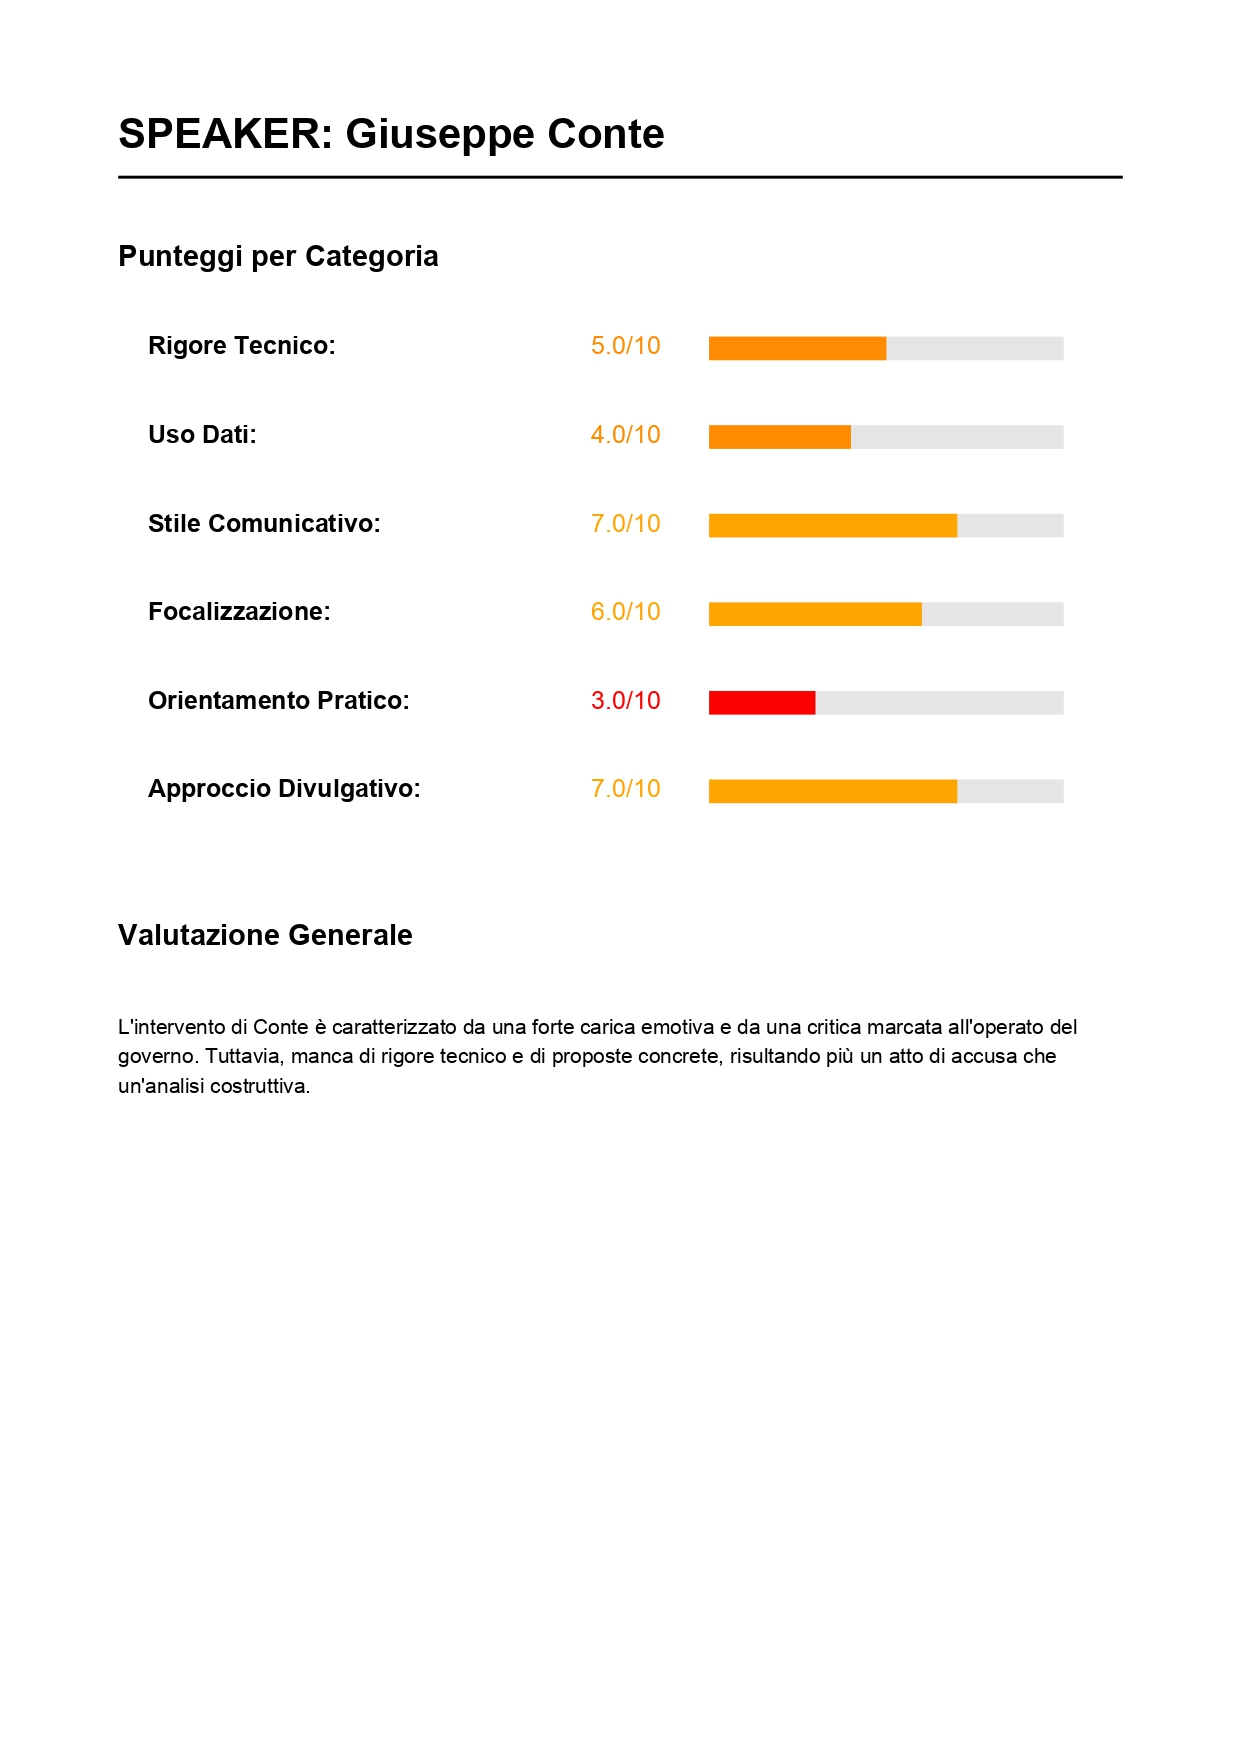 SPEAKER: Giuseppe Conte
Punteggi per Categoria
Rigore Tecnico: 5.0/10
Uso Dati: 4.0/10
Stile Comunicativo: 7.0/10
Focalizzazione: 6.0/10
Orientamento Pratico: 3.0/10
Approccio Divulgativo: 7.0/10
Valutazione Generale
L'intervento di Conte è caratterizzato da una forte carica emotiva e da una critica marcata all'operato del
governo. Tuttavia, manca di rigore tecnico e di proposte concrete, risultando più un atto di accusa che
un'analisi costruttiva.